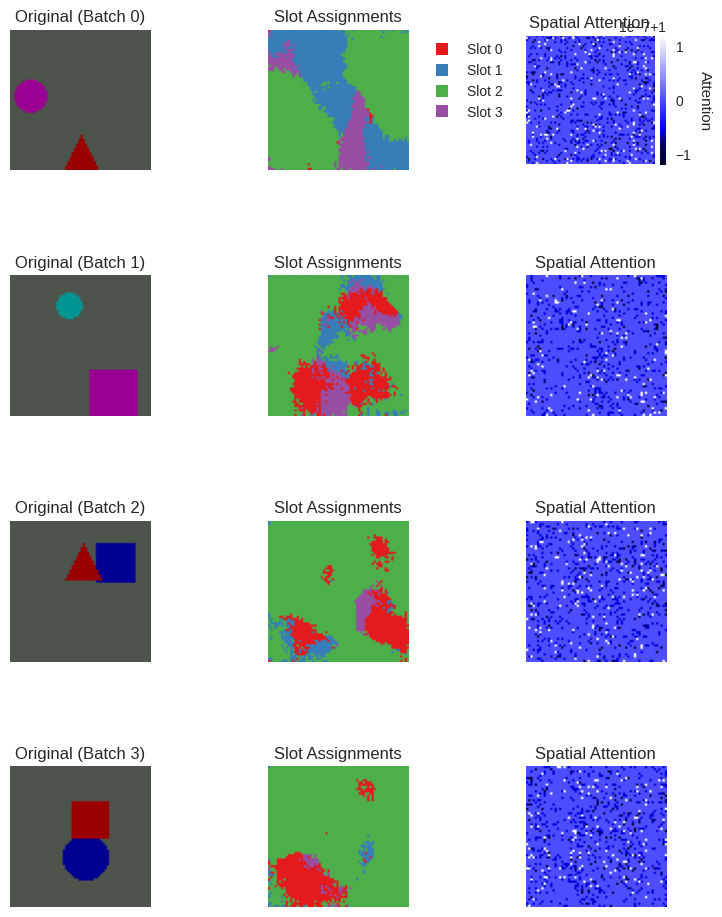 Original (Batch 0)
Slot Assignments
Slot 0
Slot 1
Slot 2
Slot 3
Spatial Attention
1e−7+1
1
0
−1
Attention
Original (Batch 1)
Slot Assignments
Spatial Attention
Original (Batch 2)
Slot Assignments
Spatial Attention
Original (Batch 3)
Slot Assignments
Spatial Attention